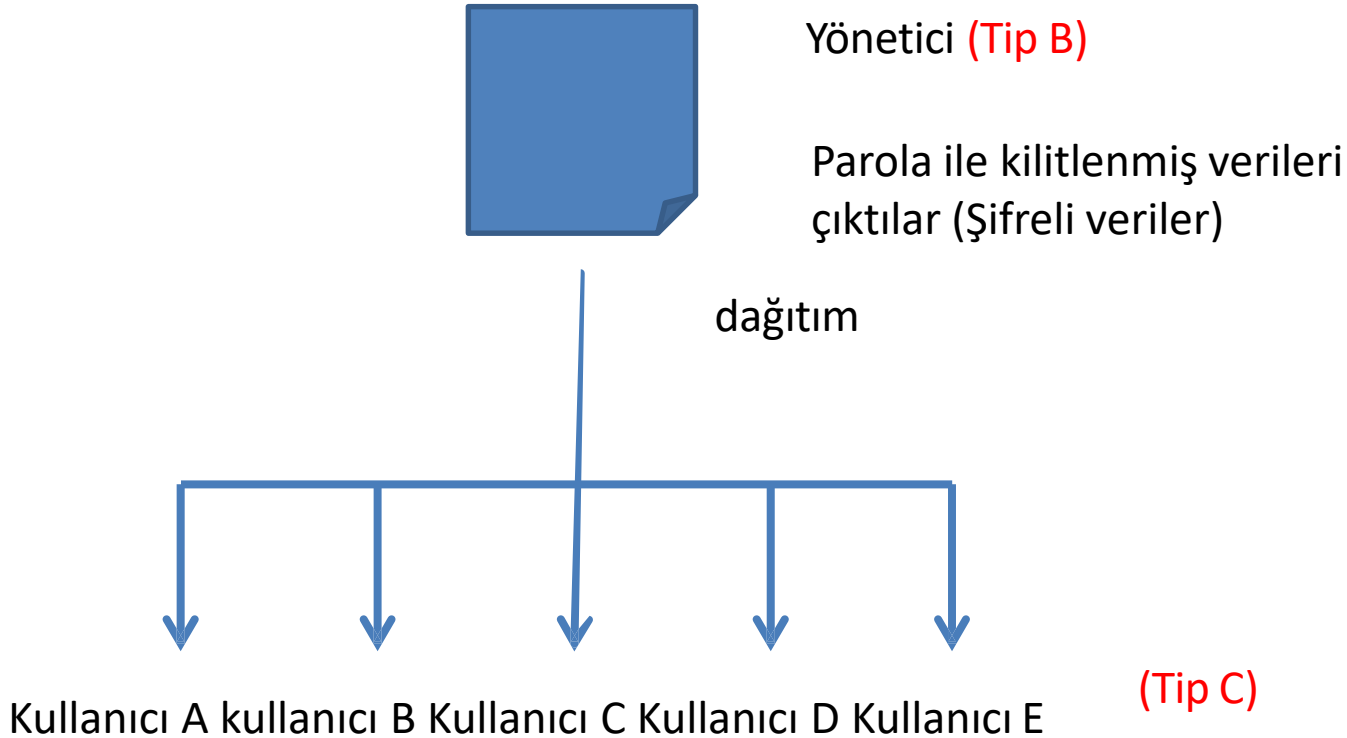 Yönetici (Tip B)
Parola ile kilitlenmiş verileri
çıktılar (Şifreli veriler)
dağıtım
(Tip C)
Kullanıcı A kullanıcı B Kullanıcı C Kullanıcı D Kullanıcı E